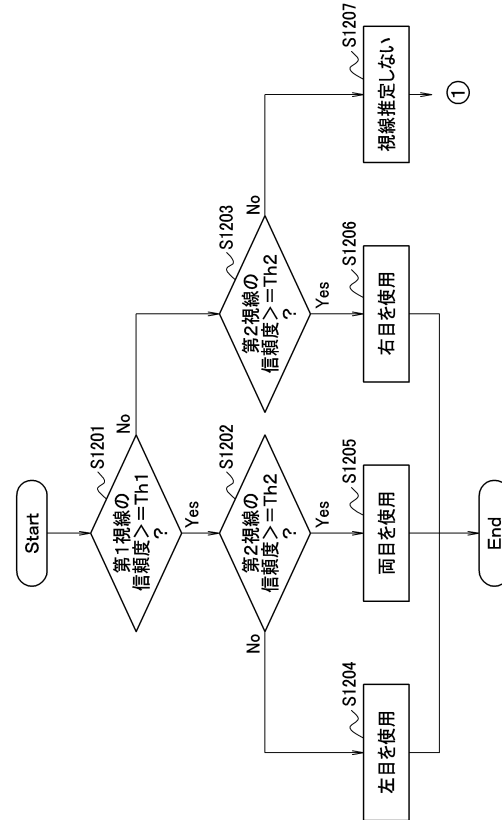 Start
S1201
第1視線の
信頼度>=Th1
?
No
Yes
S1202
第2視線の
信頼度>=Th2
?
No
Yes
S1203
第2視線の
信頼度>=Th2
?
No
Yes
S1204
左目を使用
S1205
両目を使用
S1206
右目を使用
S1207
視線推定しない
①
End